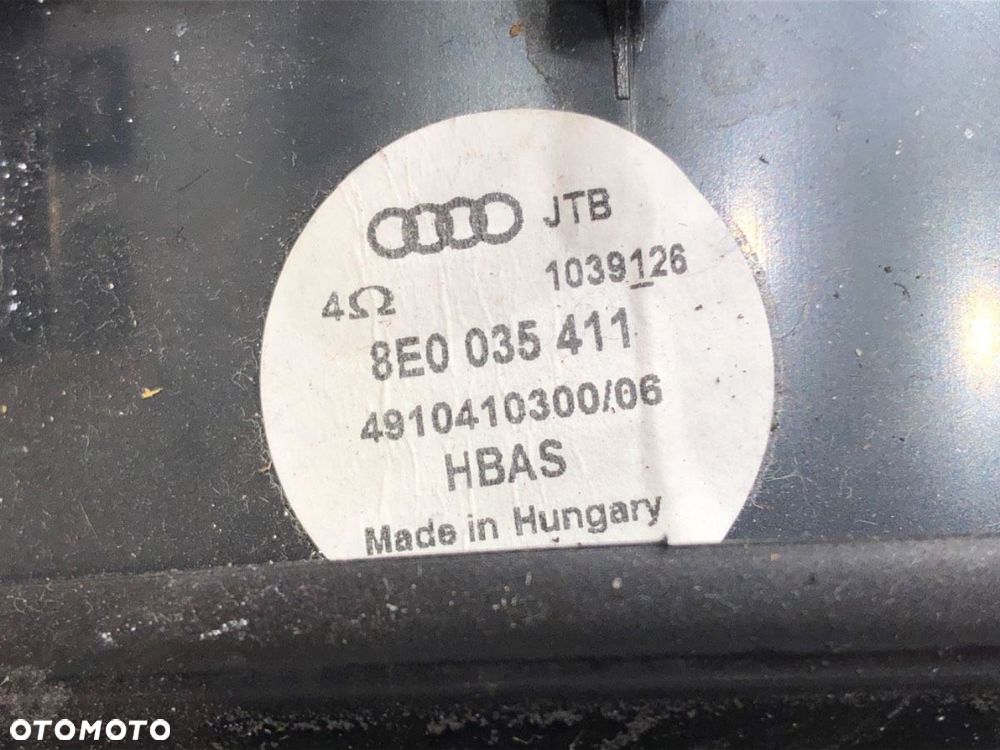 JTB
1039126
4Ω
8E0 035 411
4910410300/06
HBAS
Made in Hungary
OTOMOTO